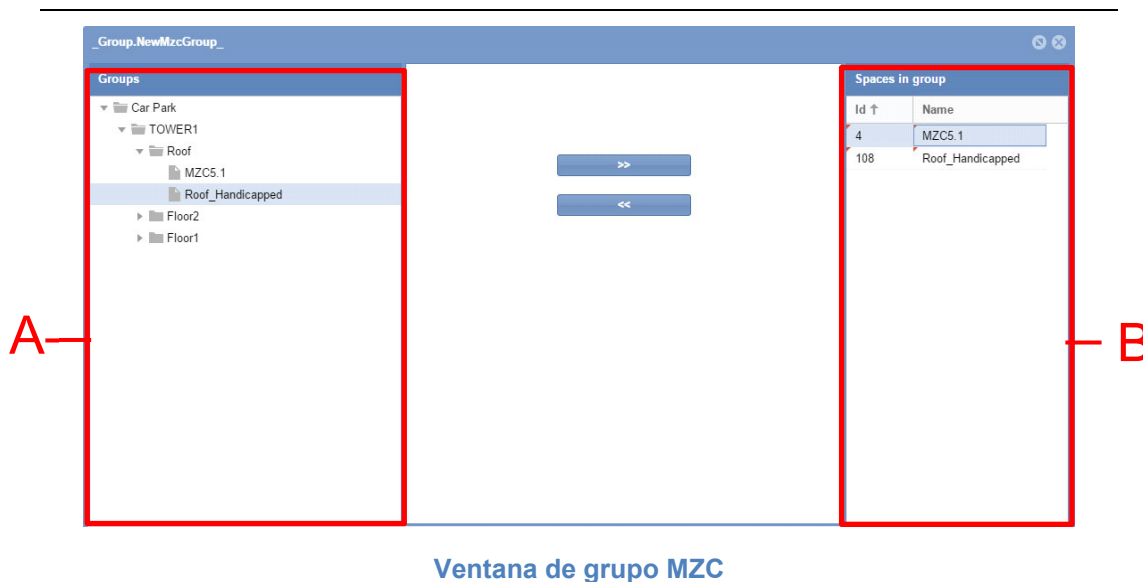 _Group.NewMzcGroup_
Groups
Car Park
TOWER1
Roof
MZC5.1
Roof_Handicapped
Floor2
Floor1
>>
<<
Spaces in group
Id ↑ Name
4 MZC5.1
108 Roof_Handicapped
A
B
Ventana de grupo MZC